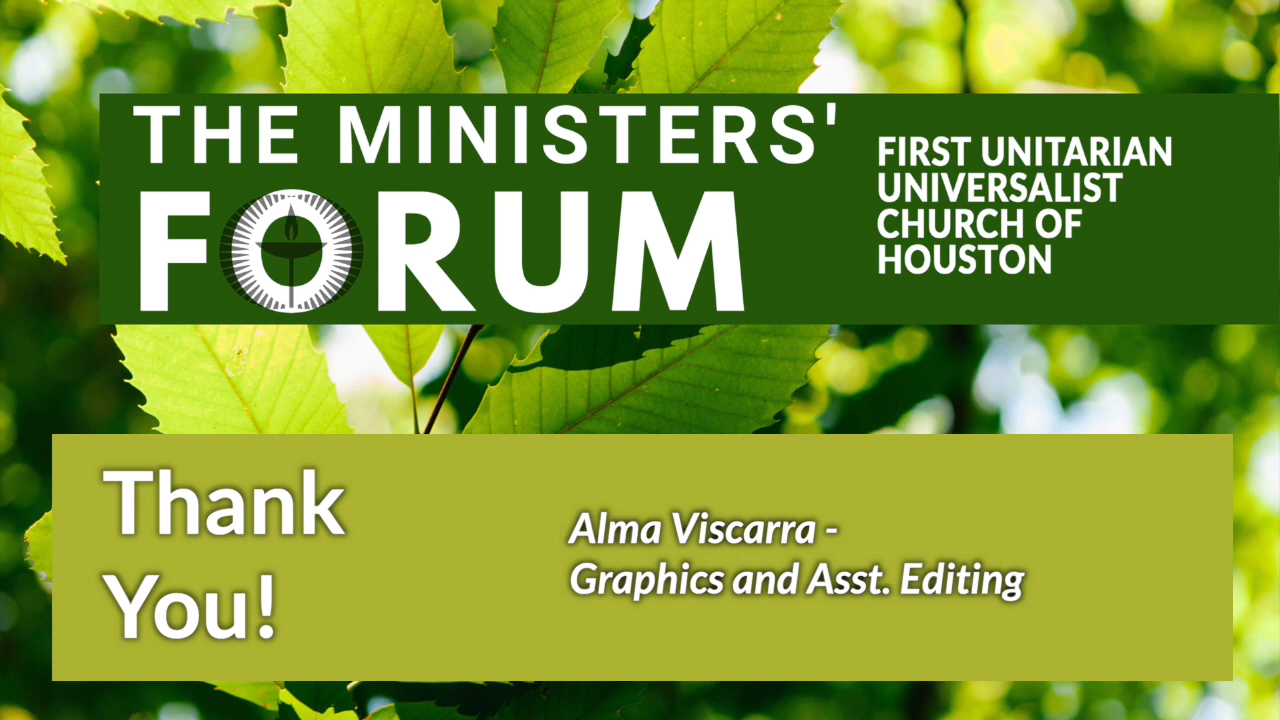 THE MINISTERS'
FORUM
FIRST UNITARIAN
UNIVERSALIST
CHURCH OF
HOUSTON
Thank
You!
Alma Viscarra -
Graphics and Asst. Editing